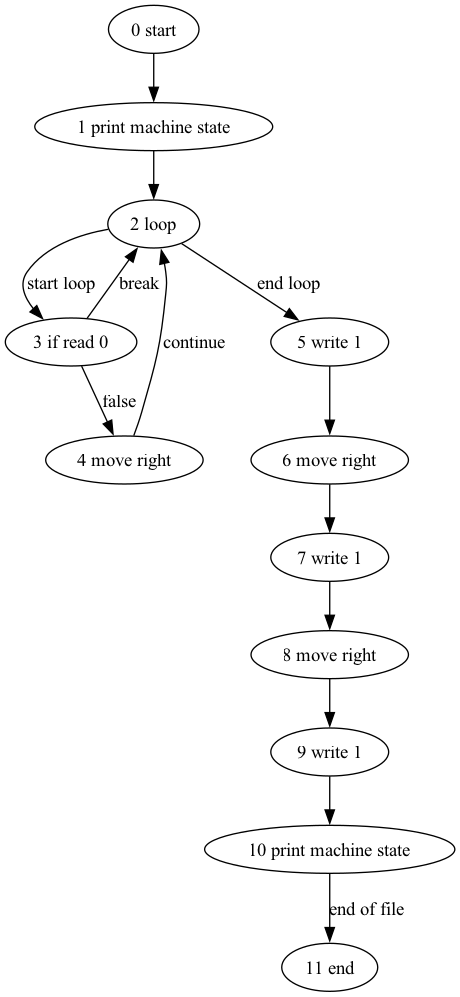 0 start
1 print machine state
2 loop
start loop
break
end loop
3 if read 0
continue
5 write 1
false
4 move right
6 move right
7 write 1
8 move right
9 write 1
10 print machine state
end of file
11 end